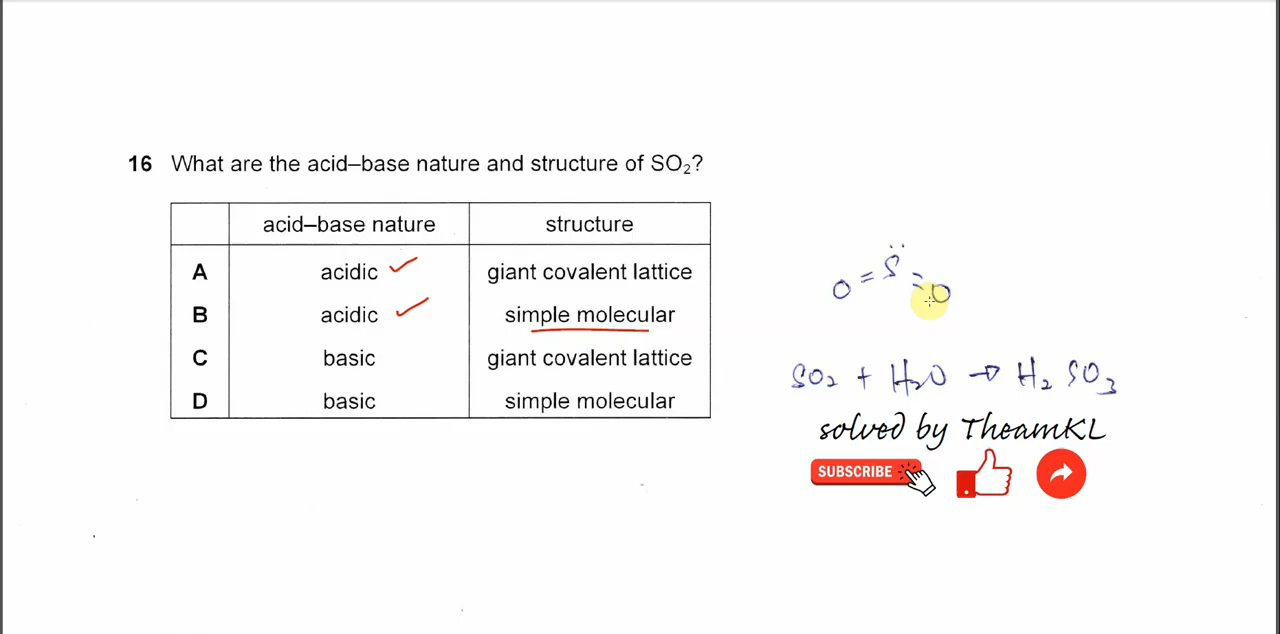 16 What are the acid–base nature and structure of SO₂?
acid–base nature structure
A acidic ✓ giant covalent lattice
B acidic ✓ simple molecular
C basic giant covalent lattice
D basic simple molecular
O = S̈ = O
SO₂ + H₂O → H₂SO₃
solved by TheamKL
SUBSCRIBE